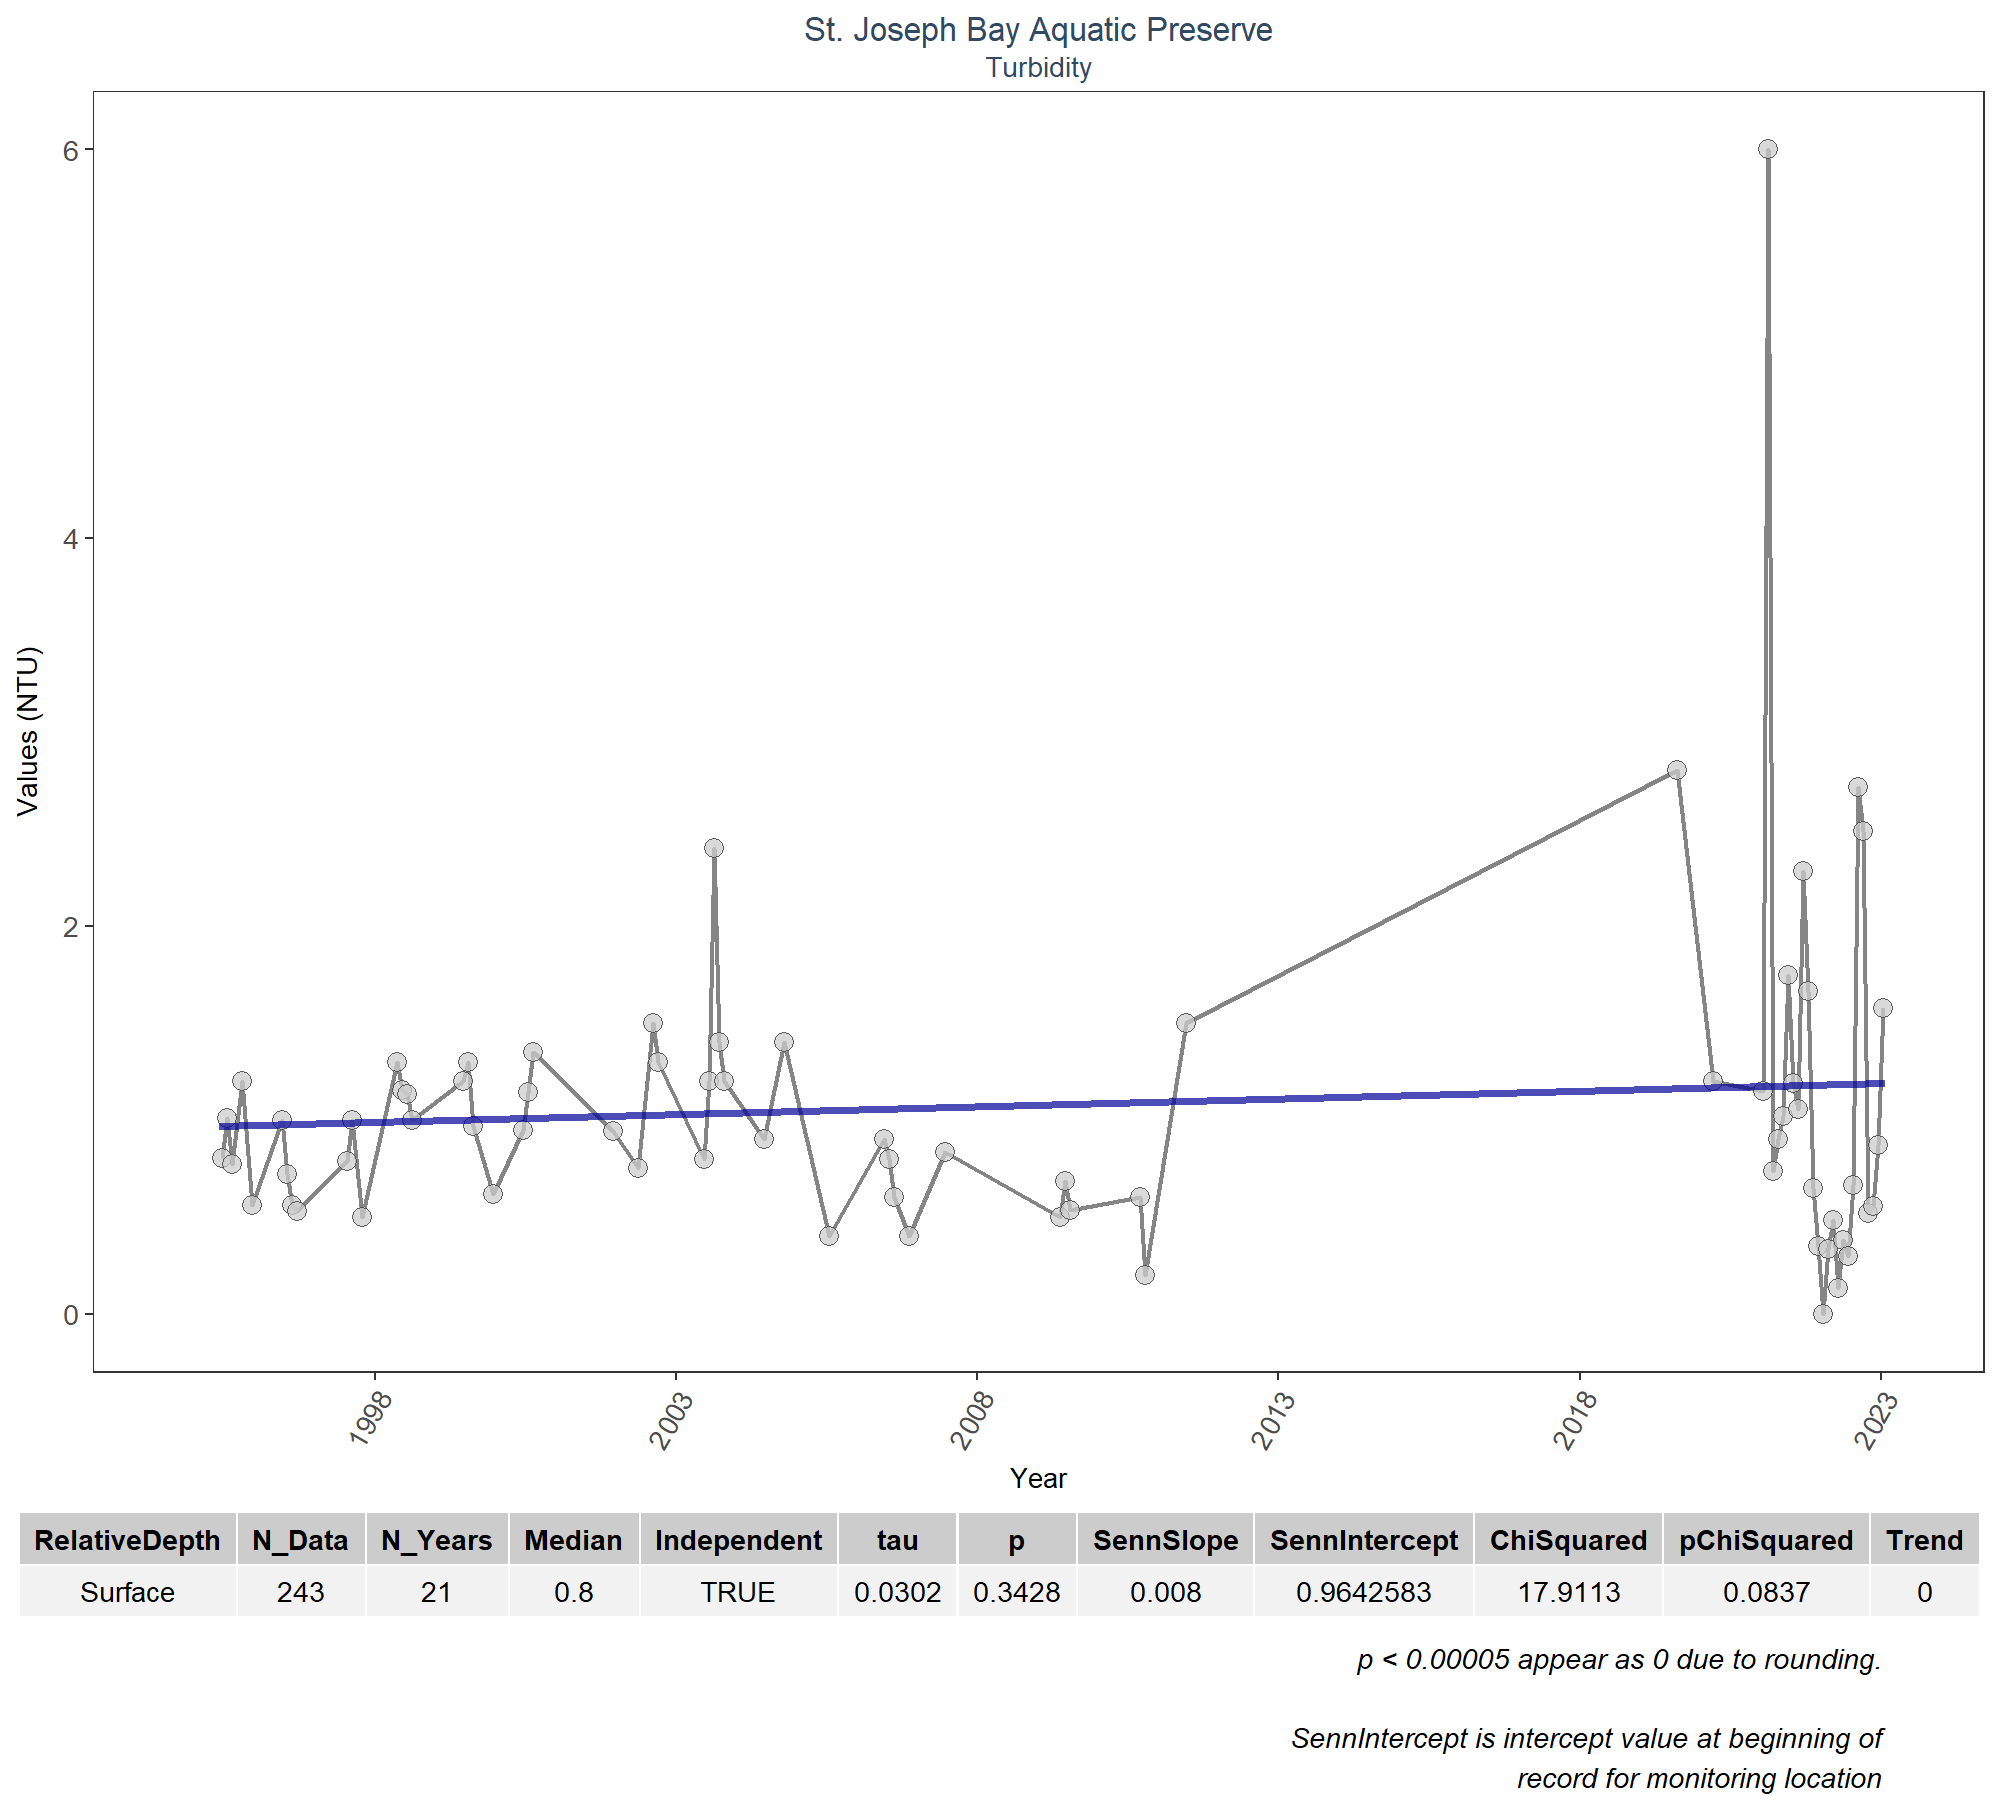 St. Joseph Bay Aquatic Preserve
Turbidity
6
4
2
0
Values (NTU)
1998
2003
2008
2013
2018
2023
Year
RelativeDepth N_Data N_Years Median Independent tau p SennSlope SennIntercept ChiSquared pChiSquared Trend
Surface 243 21 0.8 TRUE 0.0302 0.3428 0.008 0.9642583 17.9113 0.0837 0
p < 0.00005 appear as 0 due to rounding.
SennIntercept is intercept value at beginning of
record for monitoring location